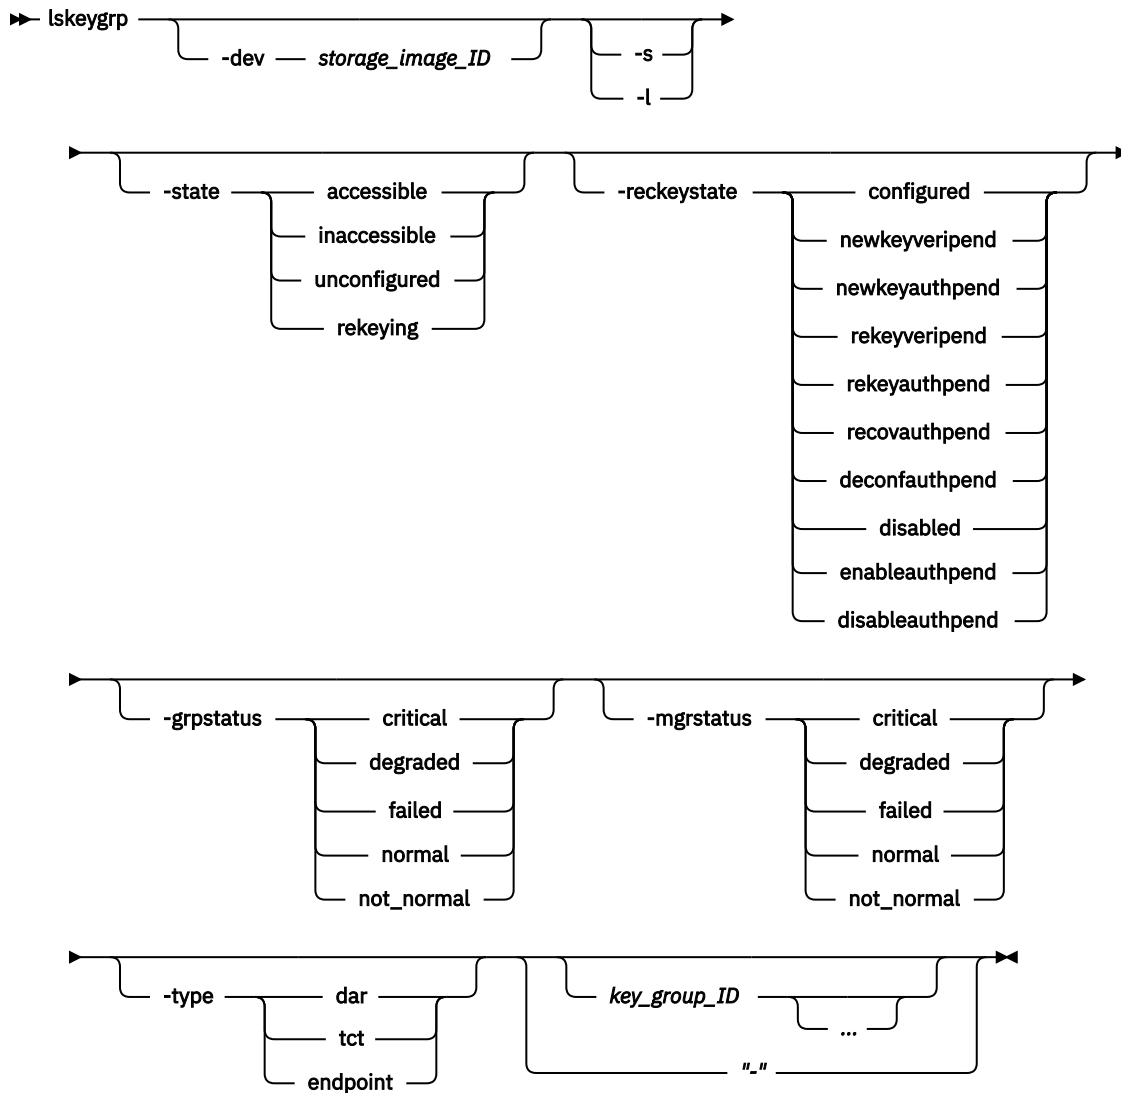 lskeygrp
-dev storage_image_ID -s
-l
-state accessible -reckeystate configured
inaccessible newkeyveripend
unconfigured newkeyauthpend
rekeying rekeyveripend
rekeyauthpend
recovauthpend
deconfauthpend
disabled
enableauthpend
disableauthpend
-grpstatus critical -mgrstatus critical
degraded degraded
failed failed
normal normal
not_normal not_normal
-type dar key_group_ID
tct ...
endpoint "-"